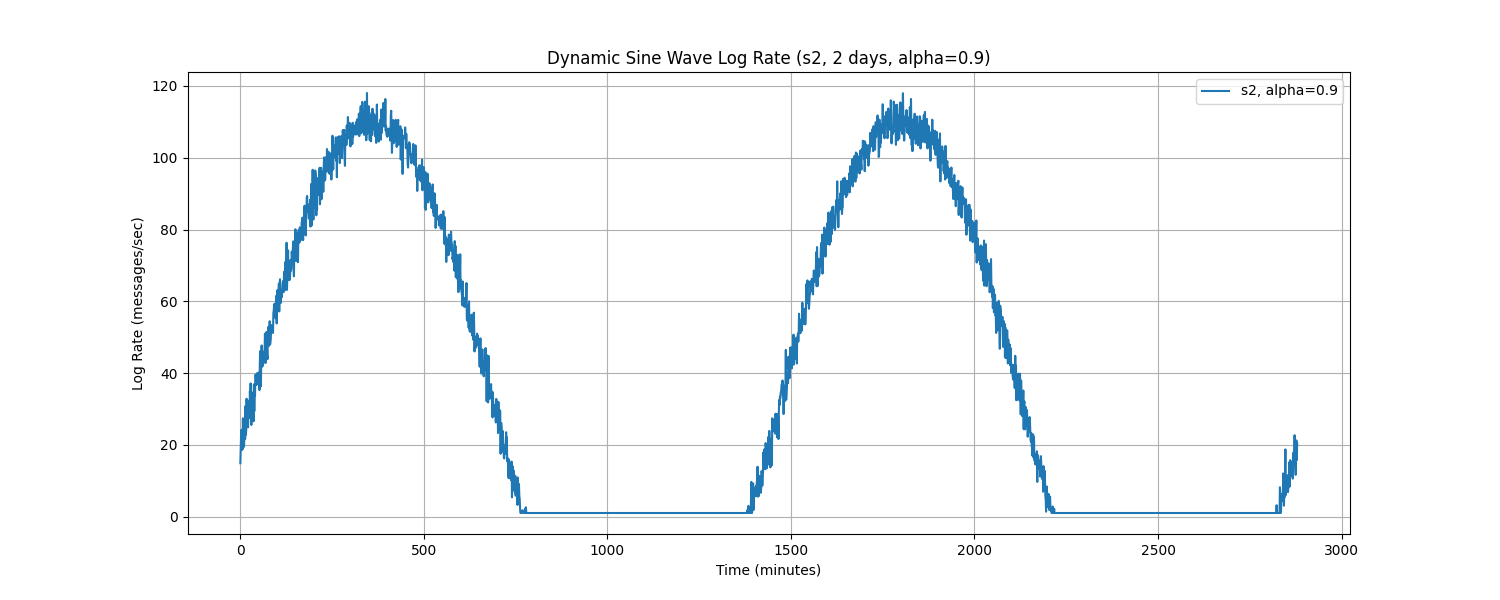 Dynamic Sine Wave Log Rate (s2, 2 days, alpha=0.9)
s2, alpha=0.9
Log Rate (messages/sec)
120
100
80
60
40
20
0
0 500 1000 1500 2000 2500 3000
Time (minutes)